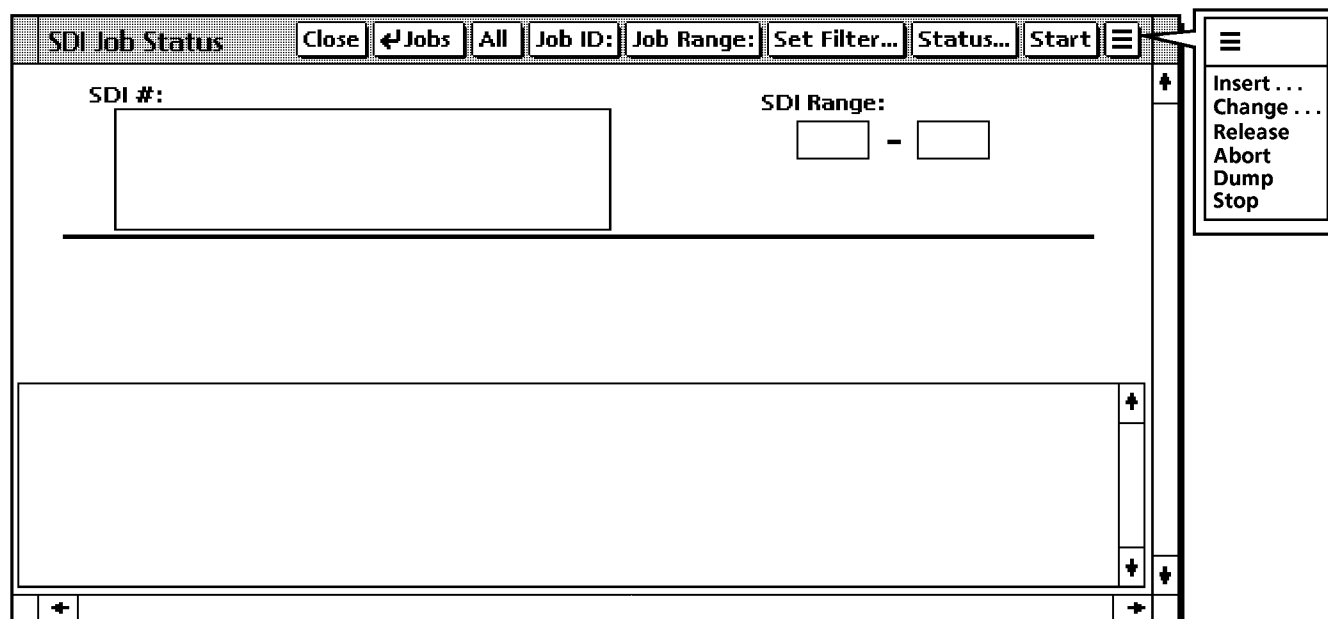 SDI Job Status Close ↵Jobs All Job ID: Job Range: Set Filter... Status... Start ☰
☰
Insert . . .
Change . . .
Release
Abort
Dump
Stop
SDI #:
SDI Range:
–